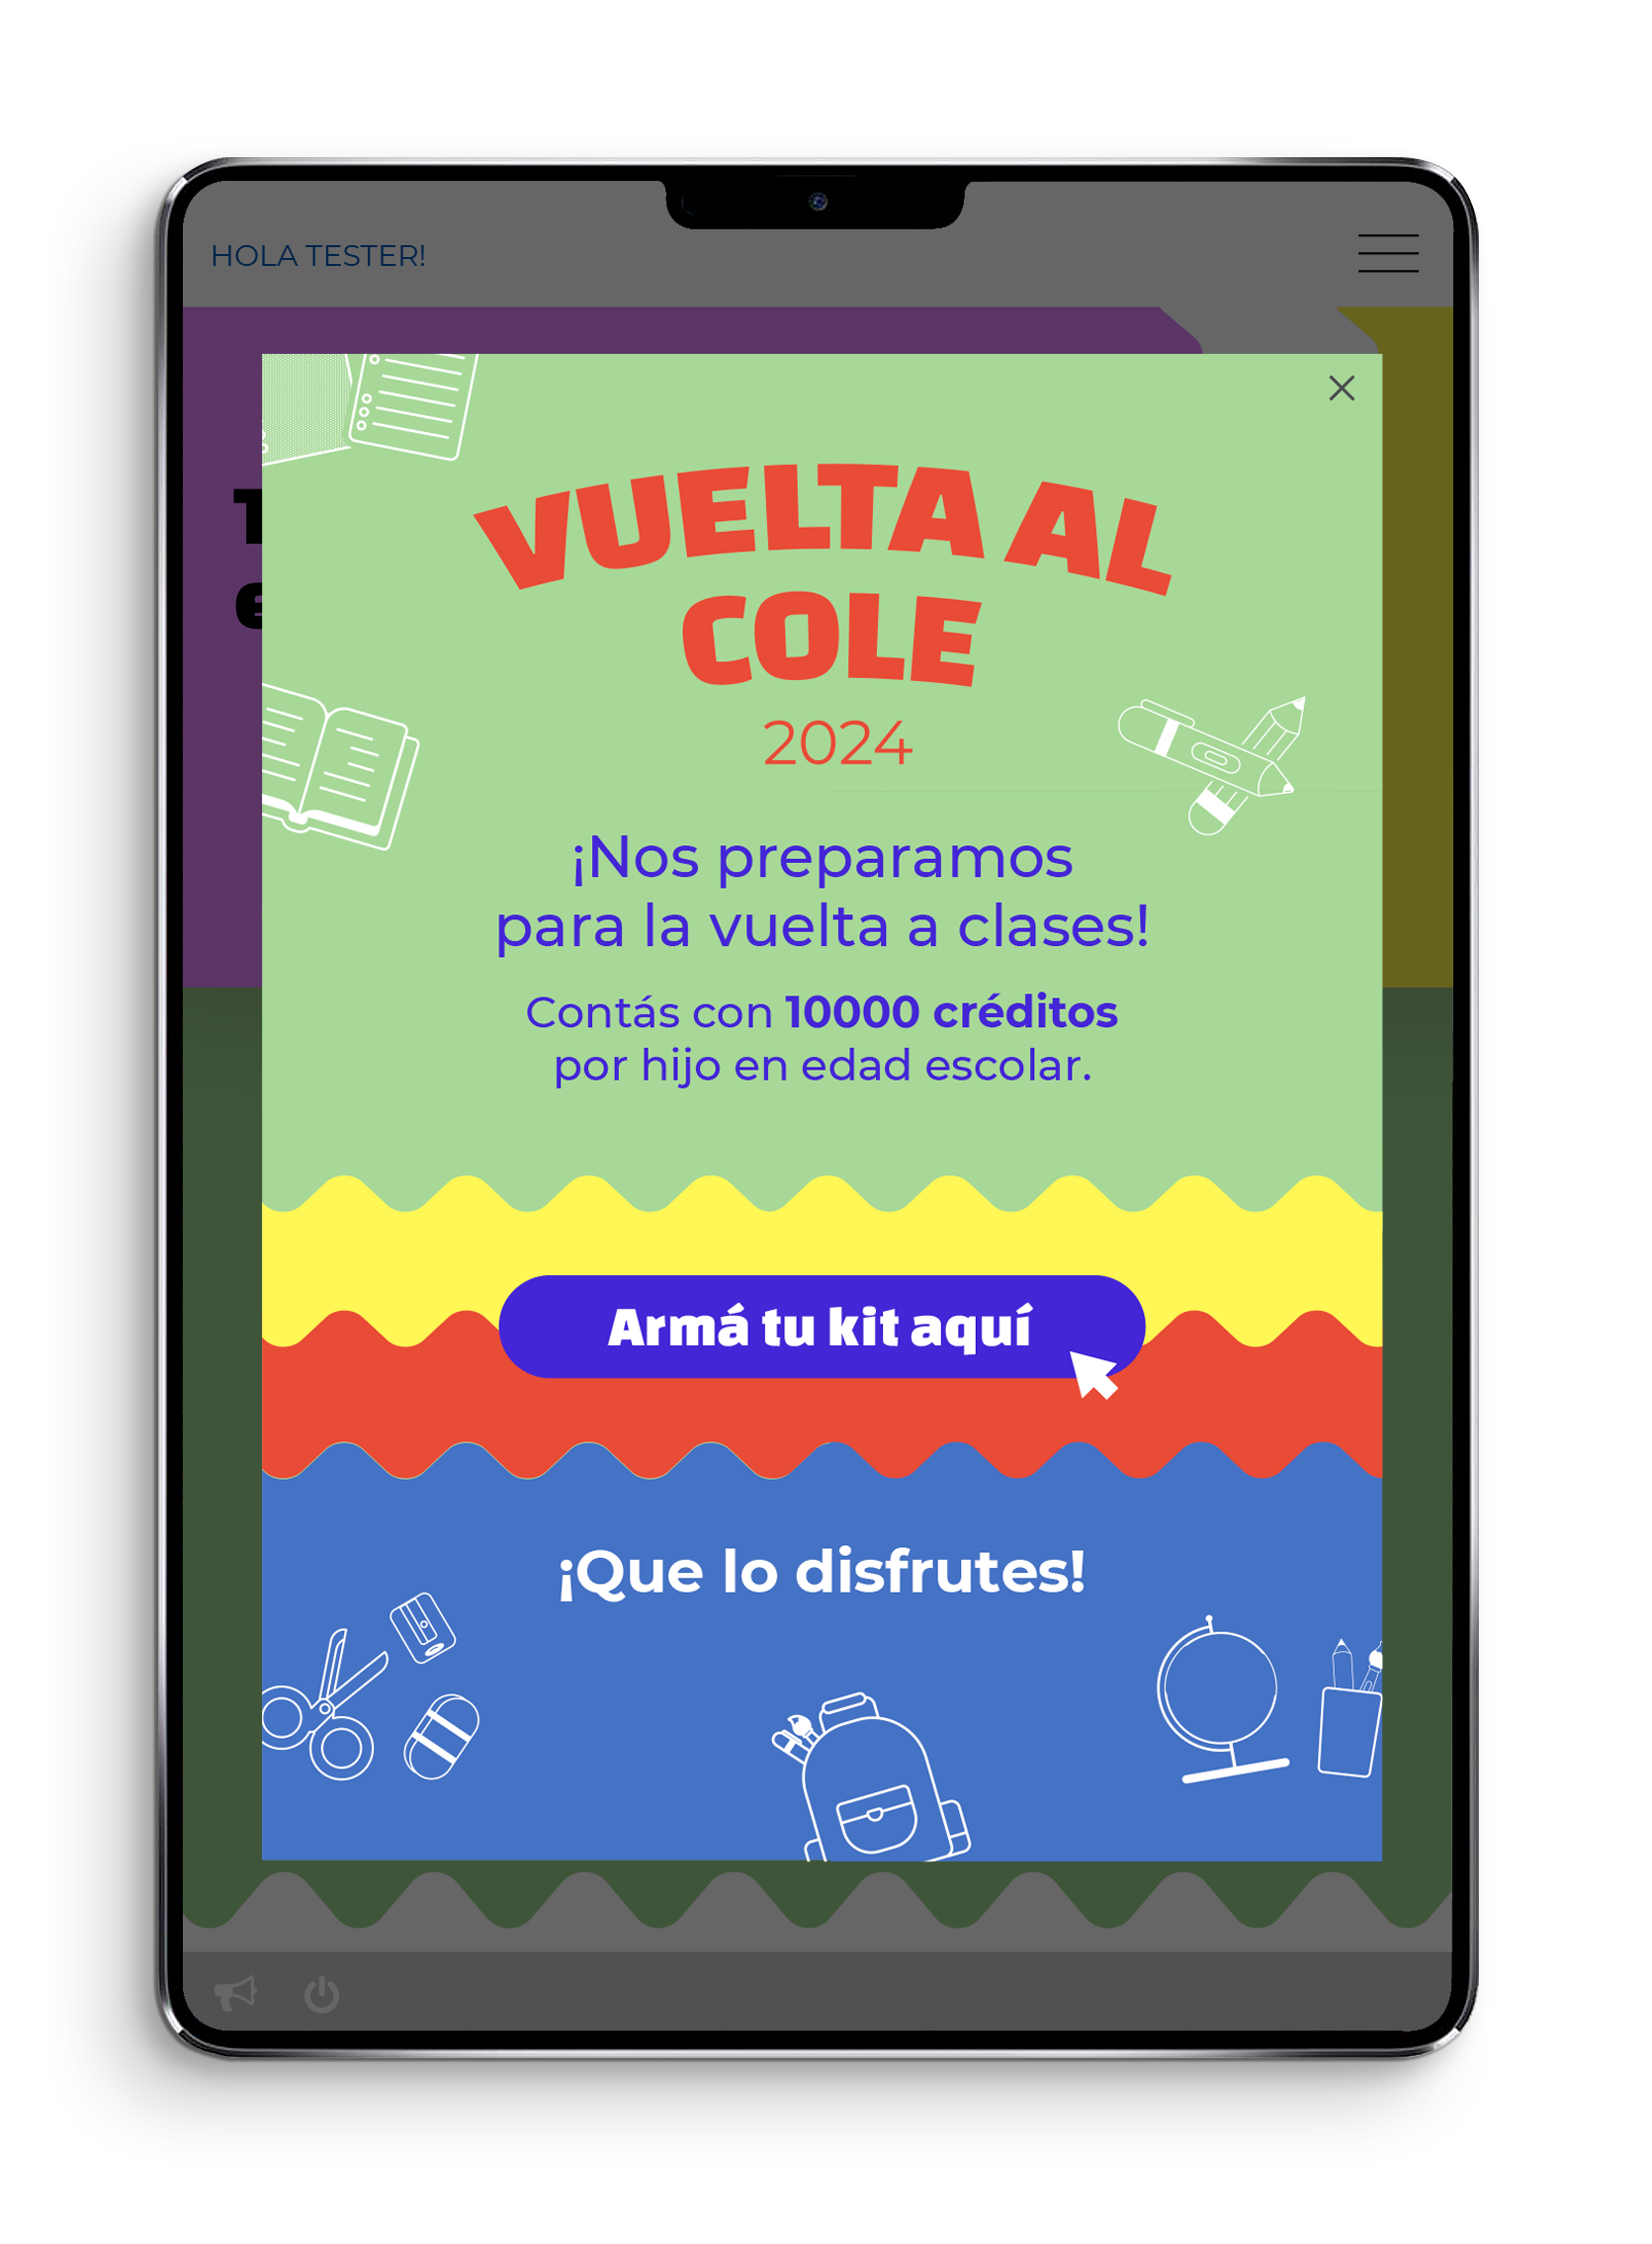 HOLA TESTER!
VUELTA AL
COLE
2024
¡Nos preparamos
para la vuelta a clases!
Contás con 10000 créditos
por hijo en edad escolar.
Armá tu kit aquí
¡Que lo disfrutes!